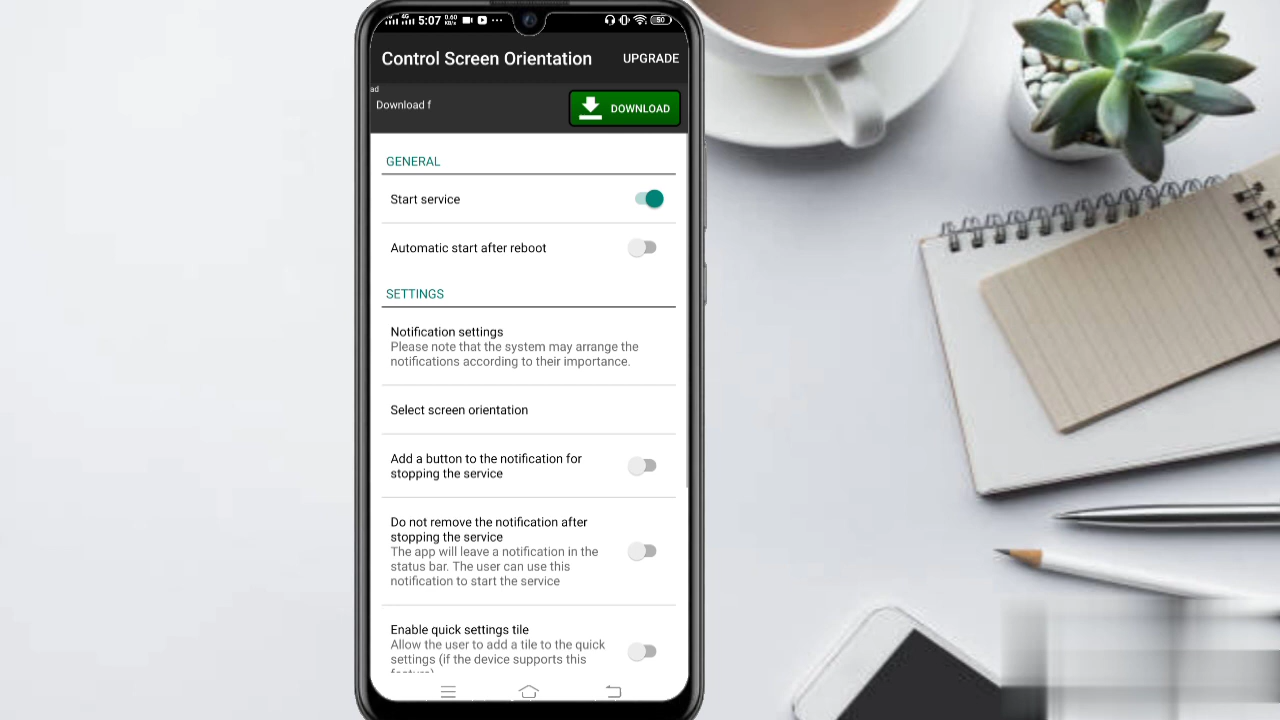 5:07 0.60 KB/s 50
Control Screen Orientation UPGRADE
ad
Download f DOWNLOAD
GENERAL
Start service
Automatic start after reboot
SETTINGS
Notification settings
Please note that the system may arrange the
notifications according to their importance.
Select screen orientation
Add a button to the notification for
stopping the service
Do not remove the notification after
stopping the service
The app will leave a notification in the
status bar. The user can use this
notification to start the service
Enable quick settings tile
Allow the user to add a tile to the quick
settings (if the device supports this